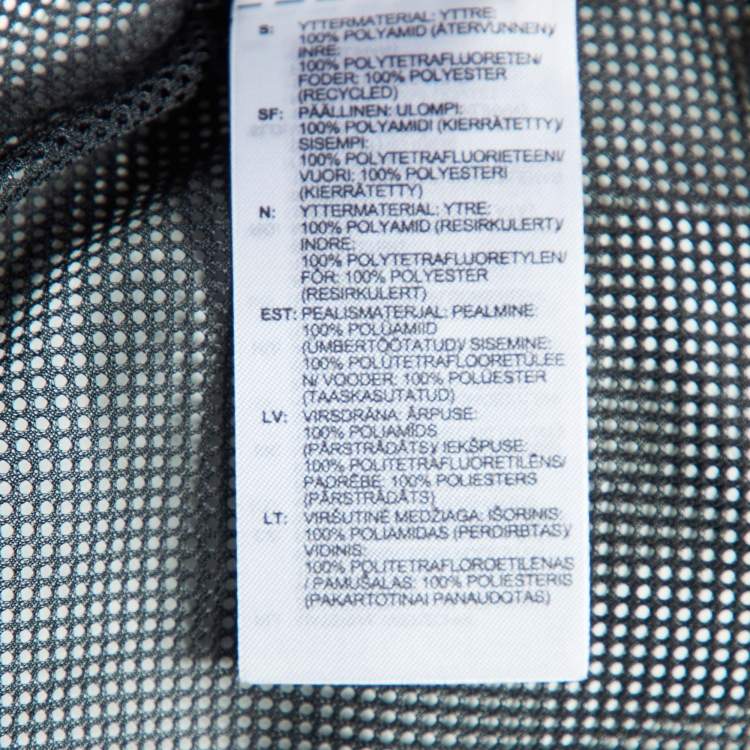 S: YTTERMATERIAL: YTTRE:
100% POLYAMID (ÅTERVUNNEN)/
INRE:
100% POLYTETRAFLUORETEN/
FODER: 100% POLYESTER
(RECYCLED)
SF: PÄÄLLINEN: ULOMPI:
100% POLYAMIDI (KIERRÄTETTY)/
SISEMPI:
100% POLYTETRAFLUORIETEENI/
VUORI: 100% POLYESTERI
(KIERRÄTETTY)
N: YTTERMATERIAL: YTRE:
100% POLYAMID (RESIRKULERT)/
INDRE:
100% POLYTETRAFLUORETYLEN/
FÔR: 100% POLYESTER
(RESIRKULERT)
EST: PEALISMATERJAL: PEALMINE:
100% POLÜAMIID
(ÜMBERTÖÖTATUD)/ SISEMINE:
100% POLÜTETRAFLOORETÜLEE
N/ VOODER: 100% POLÜESTER
(TAASKASUTATUD)
LV: VIRSDRĀNA: ĀRPUSE:
100% POLIAMĪDS
(PĀRSTRĀDĀTS)/ IEKŠPUSE:
100% POLITETRAFLUORETILĒNS/
PADRĒBE: 100% POLIESTERS
(PĀRSTRĀDĀTS)
LT: VIRŠUTINĖ MEDŽIAGA: IŠORINIS:
100% POLIAMIDAS (PERDIRBTAS)/
VIDINIS:
100% POLITETRAFLOROETILENAS
/ PAMUŠALAS: 100% POLIESTERIS
(PAKARTOTINAI PANAUDOTAS)